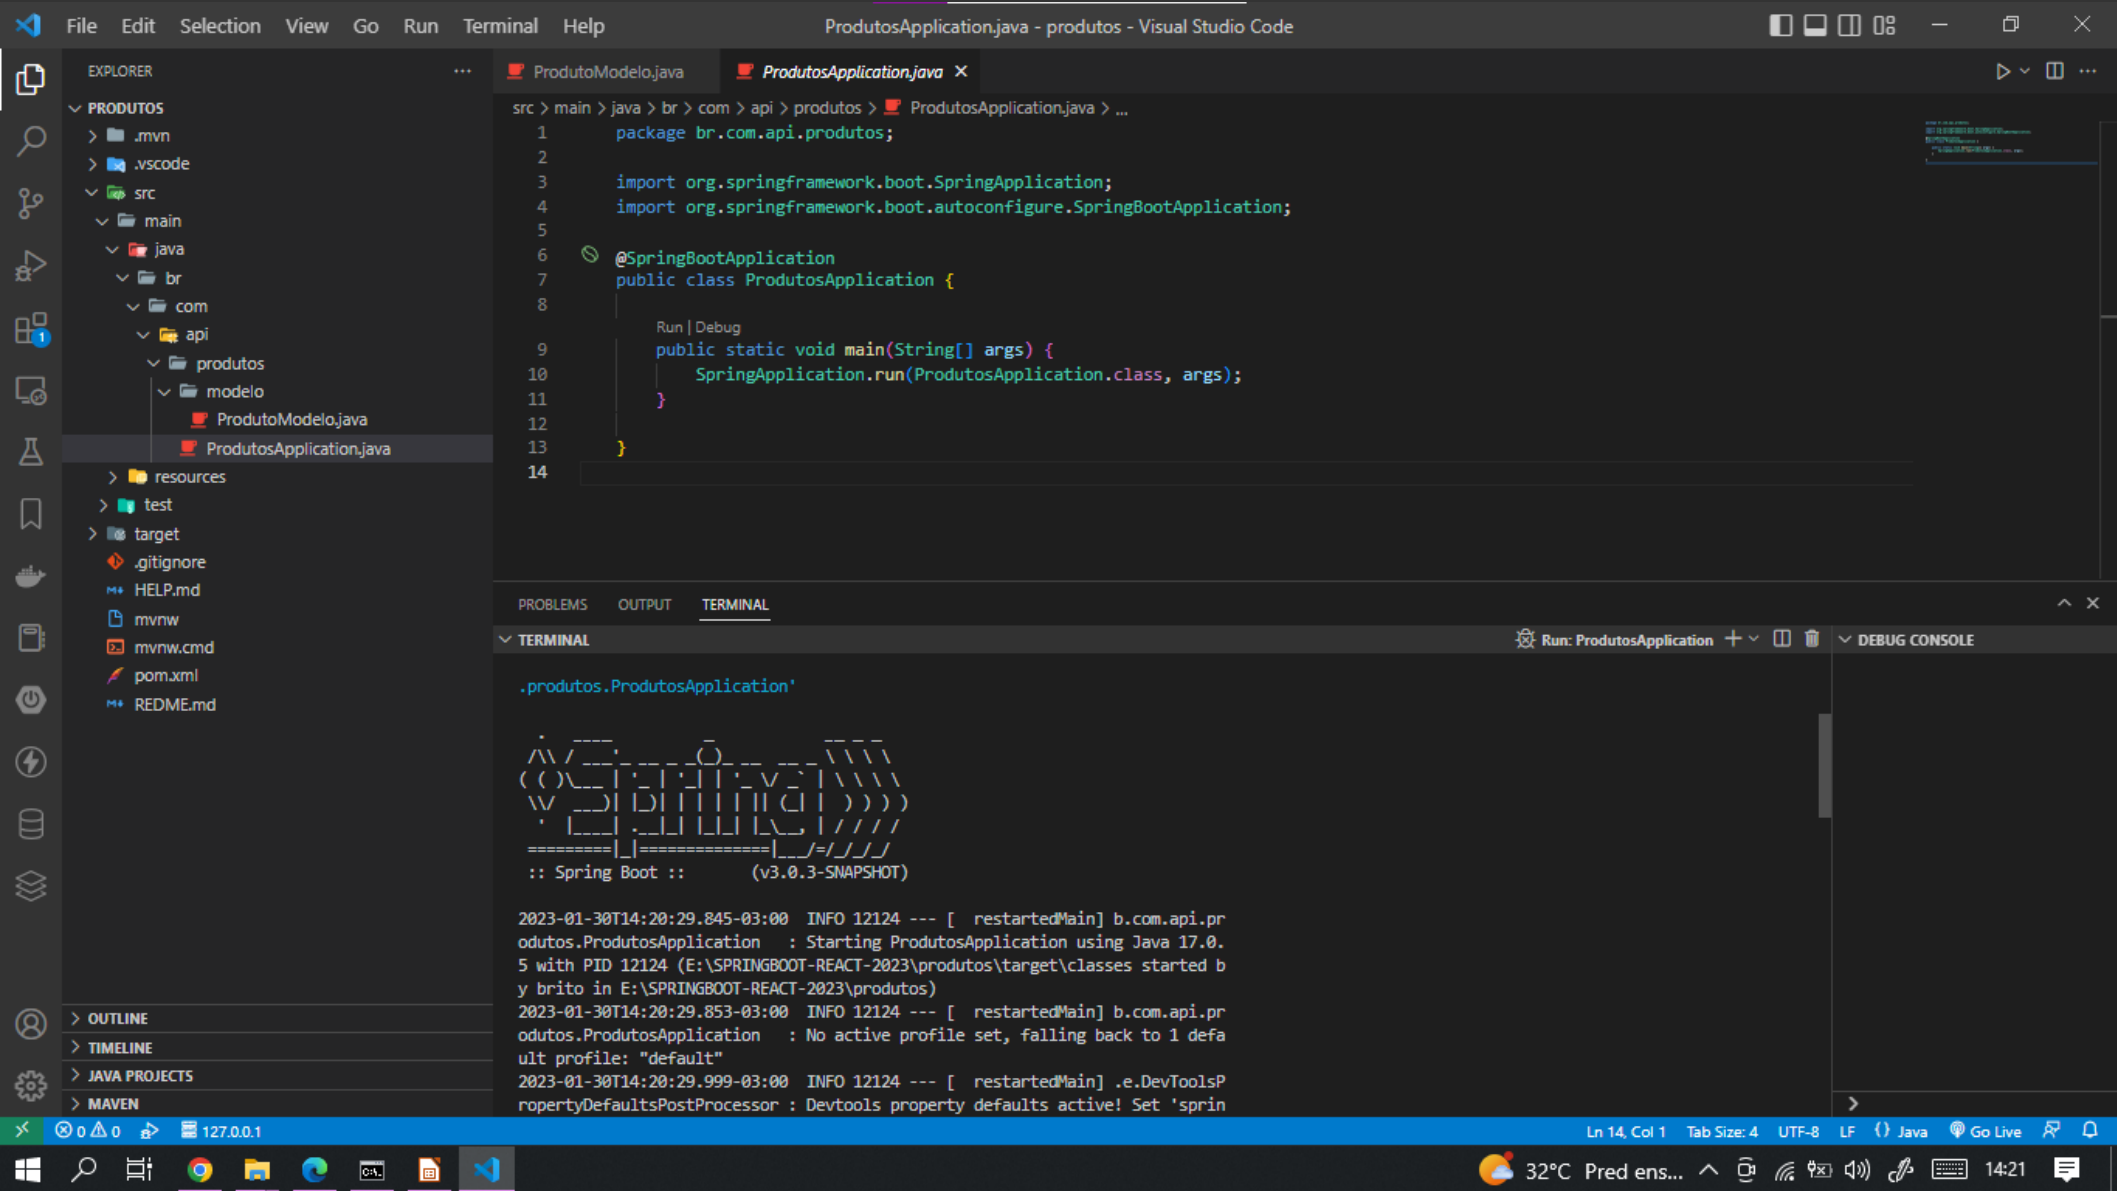 File Edit Selection View Go Run Terminal Help
ProdutosApplication.java - produtos - Visual Studio Code
EXPLORER
PRODUTOS
.mvn
.vscode
src
main
java
br
com
api
produtos
modelo
ProdutoModelo.java
ProdutosApplication.java
resources
test
target
.gitignore
HELP.md
mvnw
mvnw.cmd
pom.xml
REDME.md
OUTLINE
TIMELINE
JAVA PROJECTS
MAVEN
1
ProdutoModelo.java
ProdutosApplication.java
src > main > java > br > com > api > produtos > ProdutosApplication.java > ...
1 package br.com.api.produtos;
2
3 import org.springframework.boot.SpringApplication;
4 import org.springframework.boot.autoconfigure.SpringBootApplication;
5
6 @SpringBootApplication
7 public class ProdutosApplication {
8
Run | Debug
9 public static void main(String[] args) {
10 SpringApplication.run(ProdutosApplication.class, args);
11 }
12
13 }
14
PROBLEMS OUTPUT TERMINAL
TERMINAL
Run: ProdutosApplication
DEBUG CONSOLE
.produtos.ProdutosApplication'
Spring
:: Spring Boot :: (v3.0.3-SNAPSHOT)
2023-01-30T14:20:29.845-03:00 INFO 12124 --- [ restartedMain] b.com.api.pr
odutos.ProdutosApplication : Starting ProdutosApplication using Java 17.0.
5 with PID 12124 (E:\SPRINGBOOT-REACT-2023\produtos\target\classes started b
y brito in E:\SPRINGBOOT-REACT-2023\produtos)
2023-01-30T14:20:29.853-03:00 INFO 12124 --- [ restartedMain] b.com.api.pr
odutos.ProdutosApplication : No active profile set, falling back to 1 defa
ult profile: "default"
2023-01-30T14:20:29.999-03:00 INFO 12124 --- [ restartedMain] .e.DevToolsP
ropertyDefaultsPostProcessor : Devtools property defaults active! Set 'sprin
0 0 127.0.0.1
Ln 14, Col 1 Tab Size: 4 UTF-8 LF {} Java Go Live
32°C Pred ens... 14:21